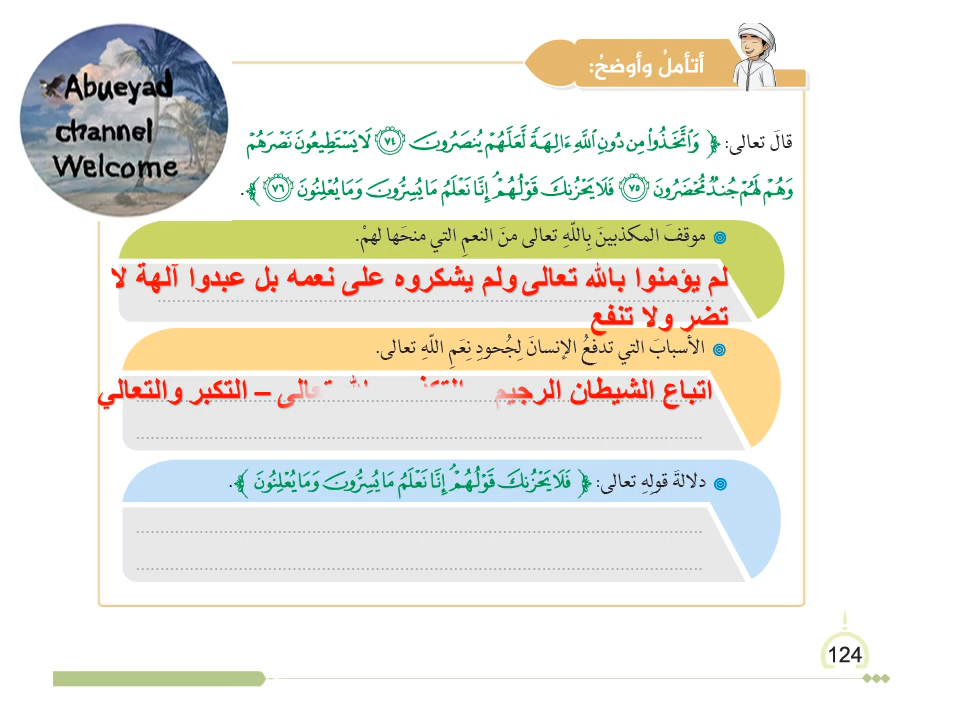 Abueyad
channel
Welcome
أتأملُ وأوضحُ:
قالَ تعالى: ﴿ وَٱتَّخَذُوا۟ مِن دُونِ ٱللَّهِ ءَالِهَةً لَّعَلَّهُمْ يُنصَرُونَ ۝٧٤ لَا يَسْتَطِيعُونَ نَصْرَهُمْ
وَهُمْ لَهُمْ جُندٌ مُّحْضَرُونَ ۝٧٥ فَلَا يَحْزُنكَ قَوْلُهُمْ ۘ إِنَّا نَعْلَمُ مَا يُسِرُّونَ وَمَا يُعْلِنُونَ ۝٧٦ ﴾.
موقفَ المكذبينَ بِاللّهِ تعالى منَ النعمِ التي منحَها لهمْ.
لم يؤمنوا بالله تعالى ولم يشكروه على نعمه بل عبدوا آلهة لا
تضر ولا تنفع
الأسبابَ التي تدفعُ الإنسانَ لِجُحودِ نِعَمِ اللّهِ تعالى.
اتباع الشيطان الرجيم تعالى – التكبر والتعالي
دلالةَ قولِهِ تعالى: ﴿ فَلَا يَحْزُنكَ قَوْلُهُمْ ۘ إِنَّا نَعْلَمُ مَا يُسِرُّونَ وَمَا يُعْلِنُونَ ﴾.
124